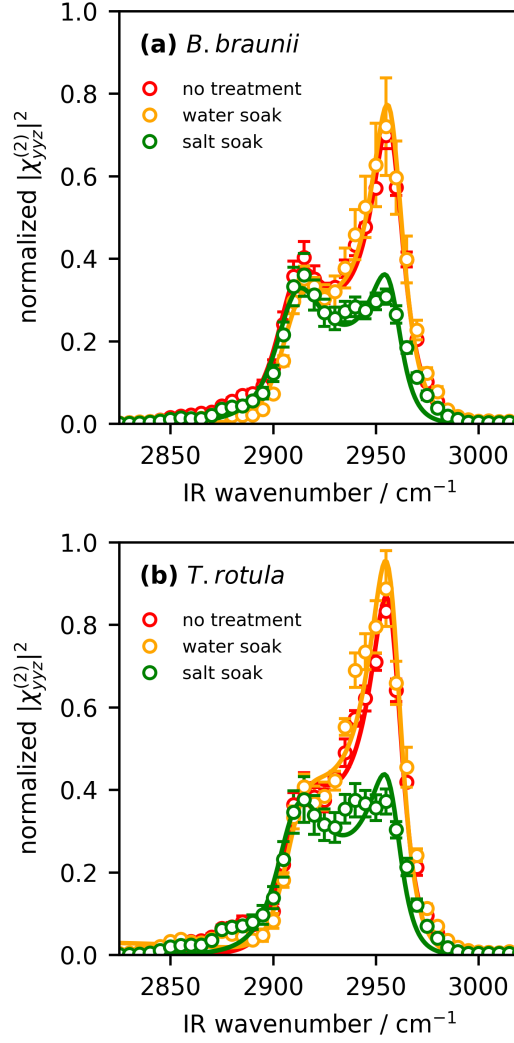 1.0
(a) B. braunii
no treatment
water soak
salt soak
0.8
0.6
0.4
0.2
0.0
normalized |χ_yyz^(2)|^2
2850 2900 2950 3000
IR wavenumber / cm⁻¹
1.0
(b) T. rotula
no treatment
water soak
salt soak
0.8
0.6
0.4
0.2
0.0
normalized |χ_yyz^(2)|^2
2850 2900 2950 3000
IR wavenumber / cm⁻¹